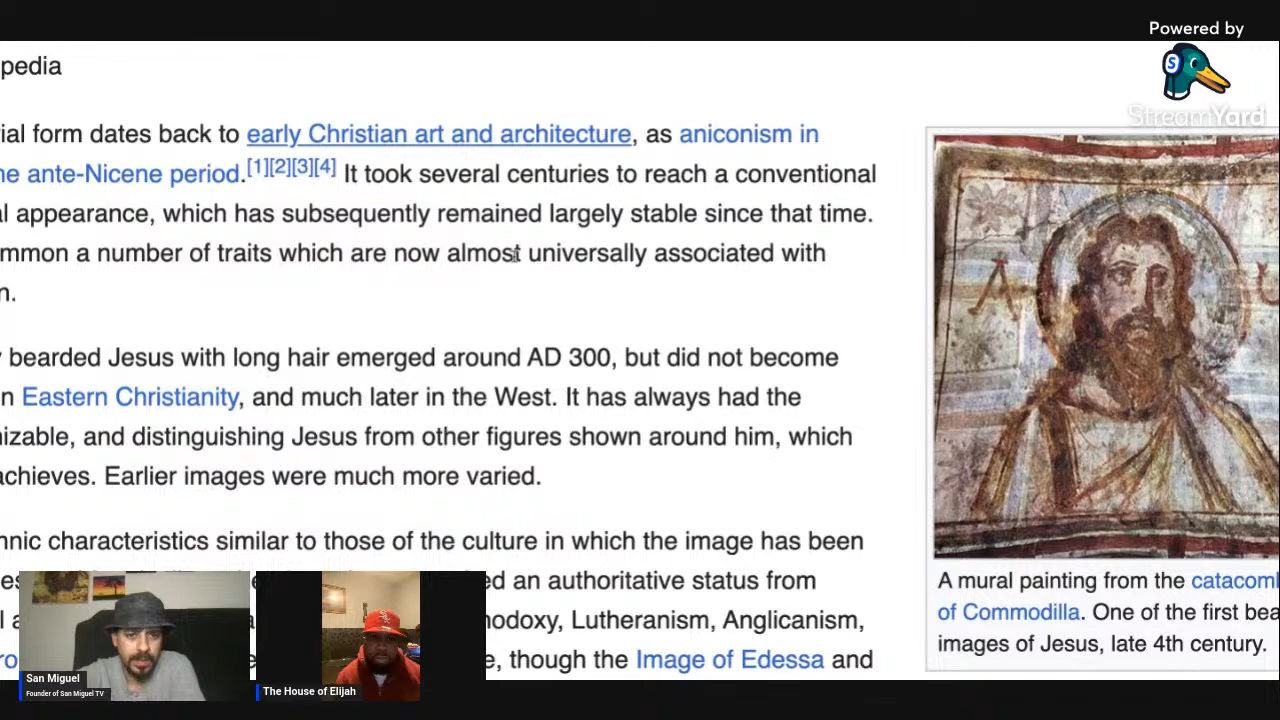 Powered by
S
StreamYard
pedia
ial form dates back to early Christian art and architecture, as aniconism in
ne ante-Nicene period.[1][2][3][4] It took several centuries to reach a conventional
l appearance, which has subsequently remained largely stable since that time.
mmon a number of traits which are now almost universally associated with
n.
bearded Jesus with long hair emerged around AD 300, but did not become
n Eastern Christianity, and much later in the West. It has always had the
nizable, and distinguishing Jesus from other figures shown around him, which
achieves. Earlier images were much more varied.
hnic characteristics similar to those of the culture in which the image has been
ed an authoritative status from
hodoxy, Lutheranism, Anglicanism,
e, though the Image of Edessa and
A
A mural painting from the catacoml
of Commodilla. One of the first bea
images of Jesus, late 4th century.
San Miguel
Founder of San Miguel TV
The House of Elijah